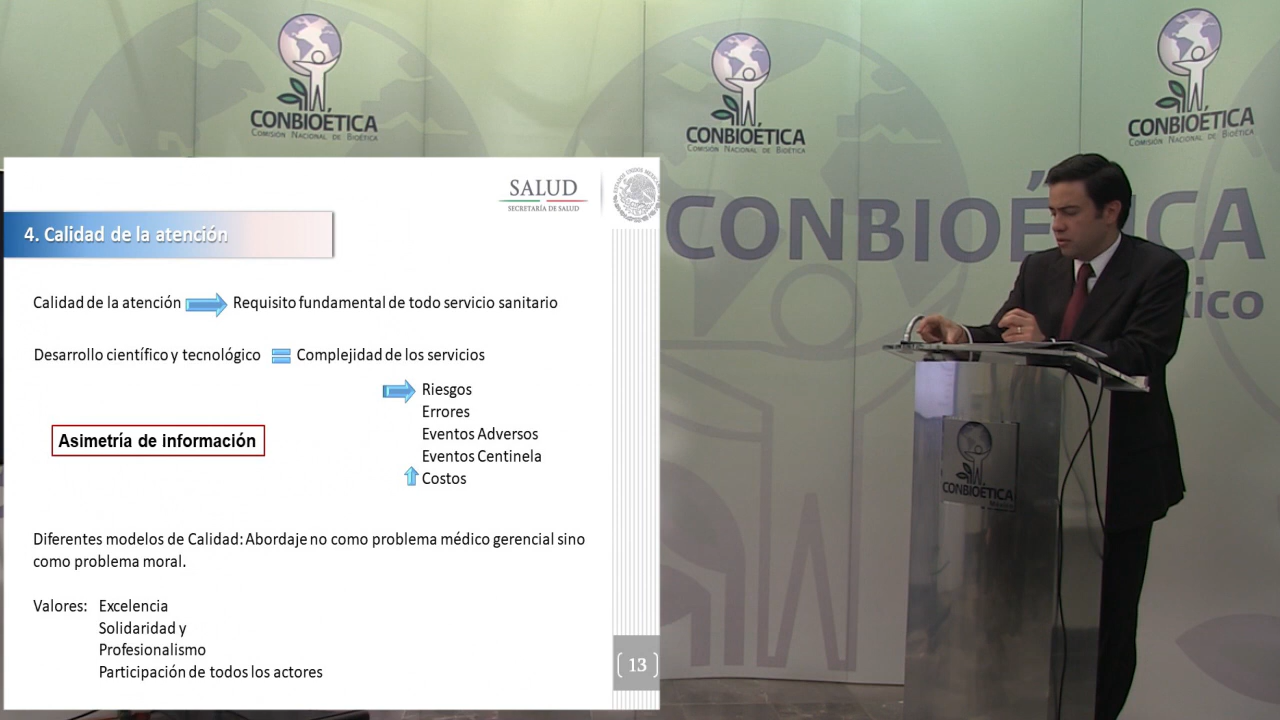 CONBIOÉTICA
COMISIÓN NACIONAL DE BIOÉTICA
CONBIOÉTICA
COMISIÓN NACIONAL DE BIOÉTICA
CONBIOÉTICA
COMISIÓN NACIONAL DE BIOÉTICA
SALUD
SECRETARÍA DE SALUD
4. Calidad de la atención
Calidad de la atención Requisito fundamental de todo servicio sanitario
Desarrollo científico y tecnológico Complejidad de los servicios
Riesgos
Errores
Eventos Adversos
Eventos Centinela
Costos
Asimetría de información
Diferentes modelos de Calidad: Abordaje no como problema médico gerencial sino
como problema moral.
Valores: Excelencia
Solidaridad y
Profesionalismo
Participación de todos los actores
[ 13 ]
CONBIOÉ CA
ico
CONBIOÉTICA